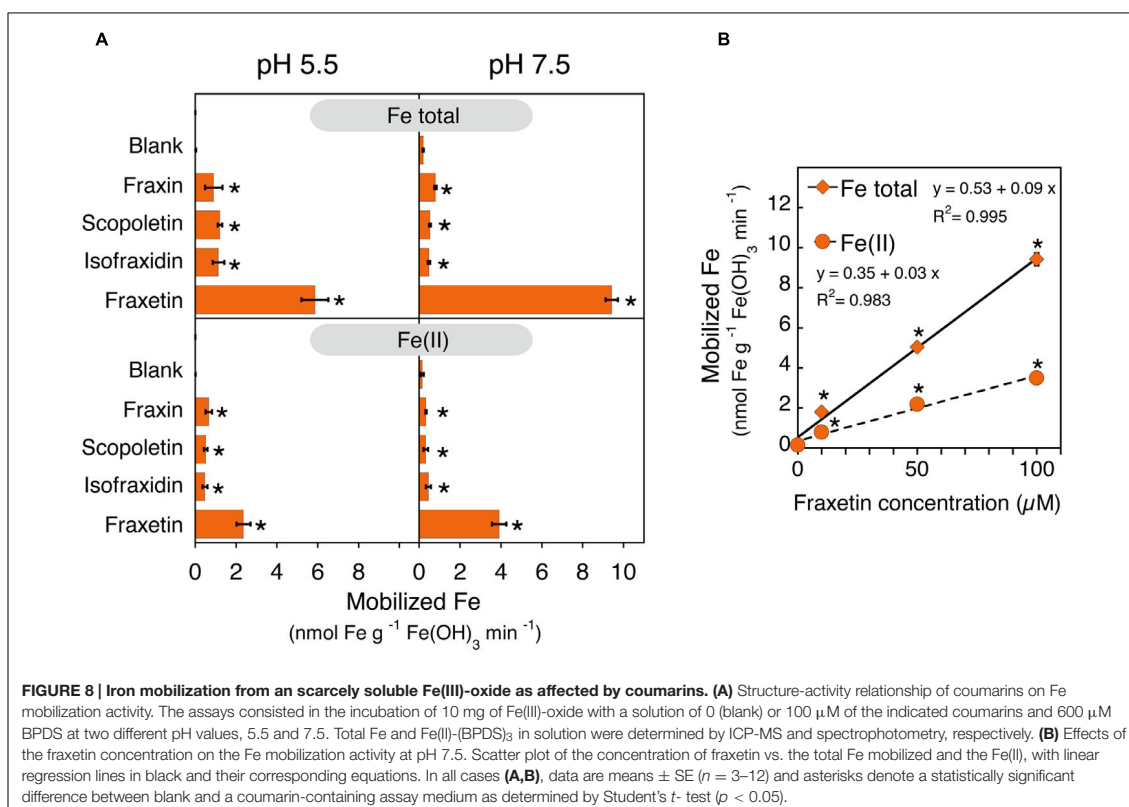 A
pH 5.5 pH 7.5
Fe total
Blank
Fraxin *
*
Scopoletin *
*
Isofraxidin *
*
Fraxetin *
*
Fe(II)
Blank
Fraxin *
*
Scopoletin *
*
Isofraxidin *
*
Fraxetin *
*
0 2 4 6 8 0 2 4 6 8 10
Mobilized Fe
(nmol Fe g⁻¹ Fe(OH)₃ min⁻¹)
B
Mobilized Fe
(nmol Fe g⁻¹ Fe(OH)₃ min⁻¹)
12
10
8
6
4
2
0
Fe total y = 0.53 + 0.09 x
R² = 0.995
Fe(II)
y = 0.35 + 0.03 x
R² = 0.983
*
*
*
*
*
*
0 50 100
Fraxetin concentration (µM)
FIGURE 8 | Iron mobilization from an scarcely soluble Fe(III)-oxide as affected by coumarins. (A) Structure-activity relationship of coumarins on Fe
mobilization activity. The assays consisted in the incubation of 10 mg of Fe(III)-oxide with a solution of 0 (blank) or 100 µM of the indicated coumarins and 600 µM
BPDS at two different pH values, 5.5 and 7.5. Total Fe and Fe(II)-(BPDS)₃ in solution were determined by ICP-MS and spectrophotometry, respectively. (B) Effects of
the fraxetin concentration on the Fe mobilization activity at pH 7.5. Scatter plot of the concentration of fraxetin vs. the total Fe mobilized and the Fe(II), with linear
regression lines in black and their corresponding equations. In all cases (A,B), data are means ± SE (n = 3–12) and asterisks denote a statistically significant
difference between blank and a coumarin-containing assay medium as determined by Student's t- test (p < 0.05).